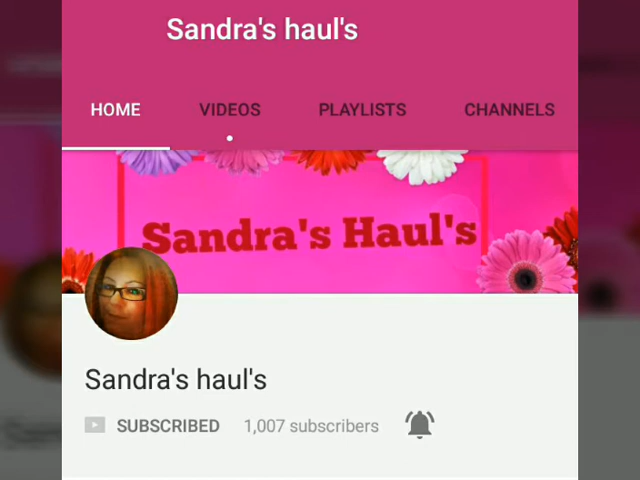 Sandra's haul's
HOME VIDEOS PLAYLISTS CHANNELS
Sandra's Haul's
Sandra's haul's
SUBSCRIBED 1,007 subscribers